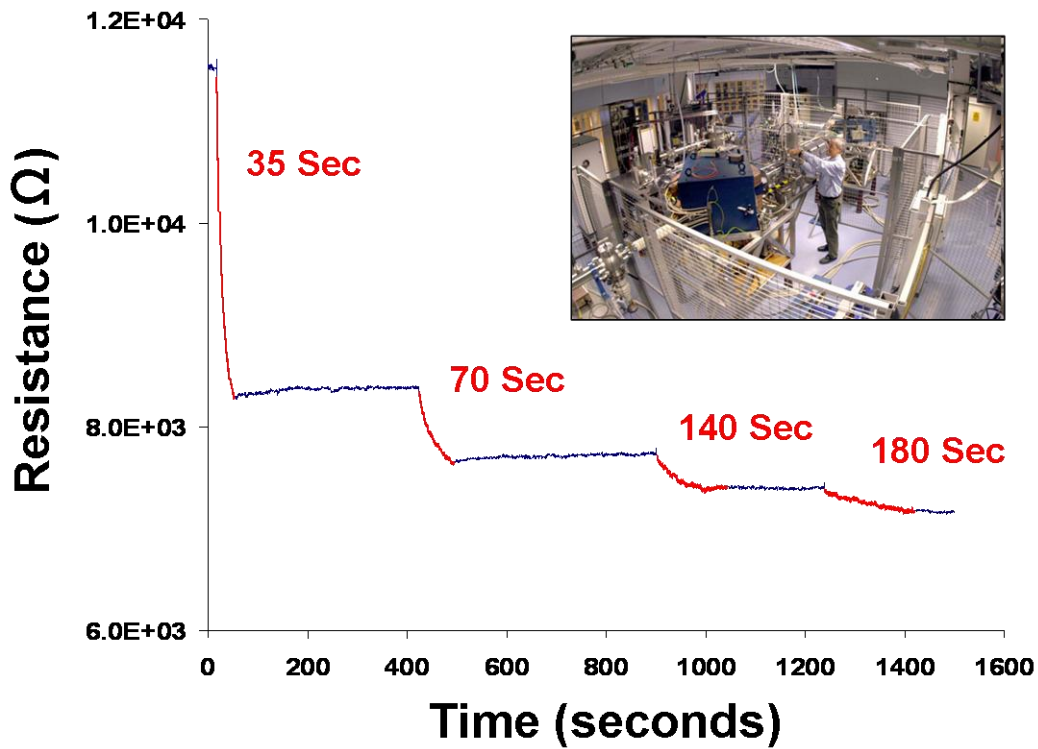 1.2E+04
1.0E+04
8.0E+03
6.0E+03
Resistance (Ω)
35 Sec
70 Sec
140 Sec
180 Sec
0 200 400 600 800 1000 1200 1400 1600
Time (seconds)